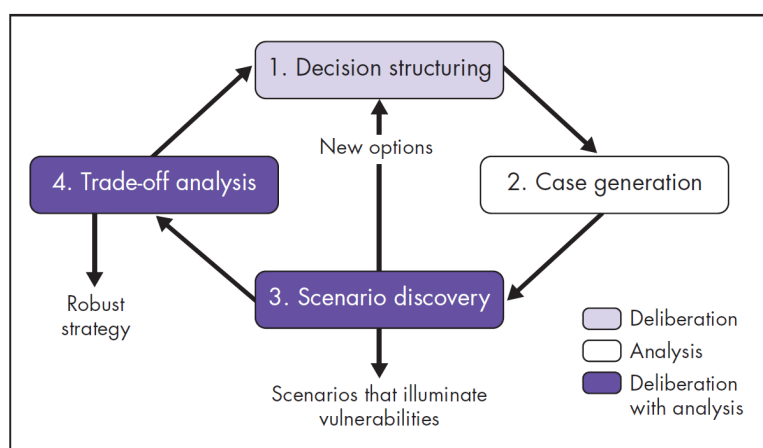 1. Decision structuring
New options
4. Trade-off analysis
2. Case generation
3. Scenario discovery
Robust
strategy
Scenarios that illuminate
vulnerabilities
Deliberation
Analysis
Deliberation
with analysis